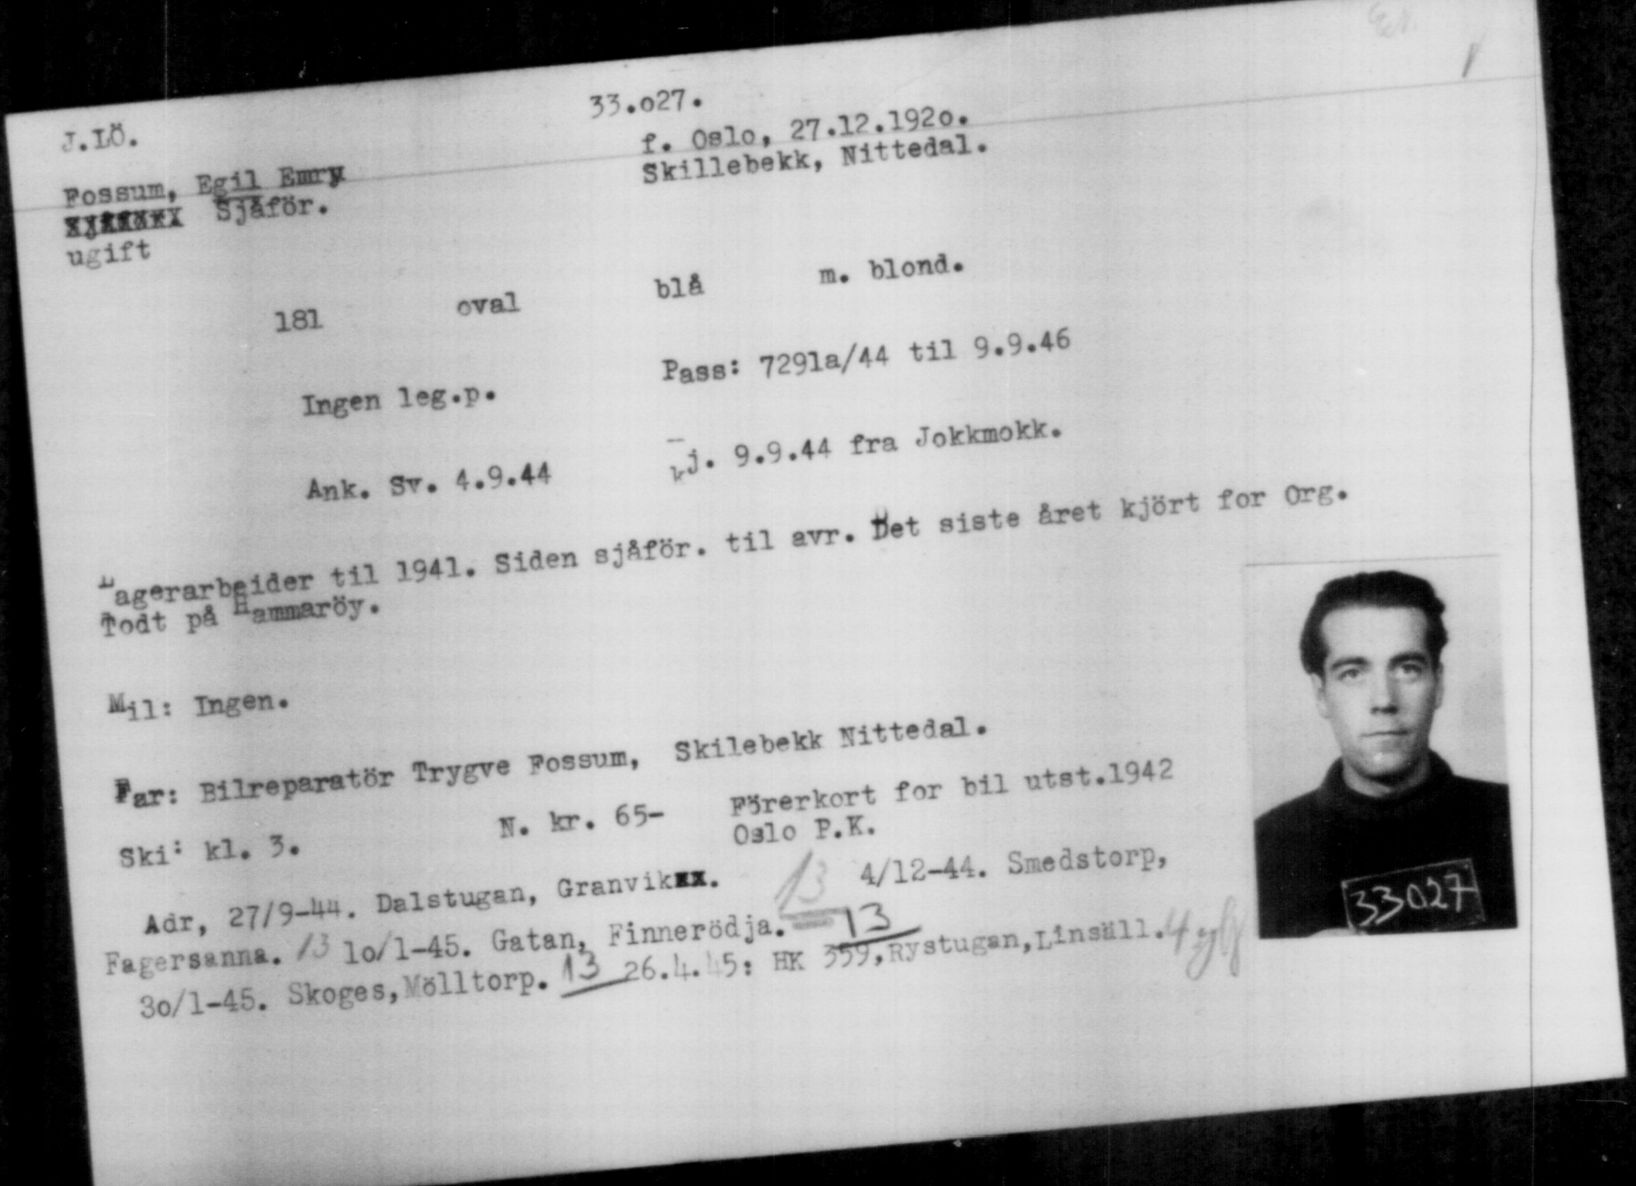 33.o27.
J.LÖ.
f. Oslo, 27.12.192o.
Fossum, Egil Emry
Skillebekk, Nittedal.
Sjåför.
ugift
181 oval blå m. blond.
Ingen leg.p. Pass: 7291a/44 til 9.9.46
Ank. Sv. 4.9.44 kj. 9.9.44 fra Jokkmokk.
Lagerarbeider til 1941. Siden sjåför. til avr. Det siste året kjört for Org.
Todt på Hammaröy.
Mil: Ingen.
Far: Bilreparatör Trygve Fossum, Skilebekk Nittedal.
Ski: kl. 3. N. kr. 65- Förerkort for bil utst.1942
Oslo P.K.
Adr, 27/9-44. Dalstugan, Granvik. 13 4/12-44. Smedstorp,
Fagersanna. 13 lo/1-45. Gatan, Finnerödja. 13
3o/1-45. Skoges,Mölltorp. 13 26.4.45: HK 359,Rystugan,Linsäll.
33027